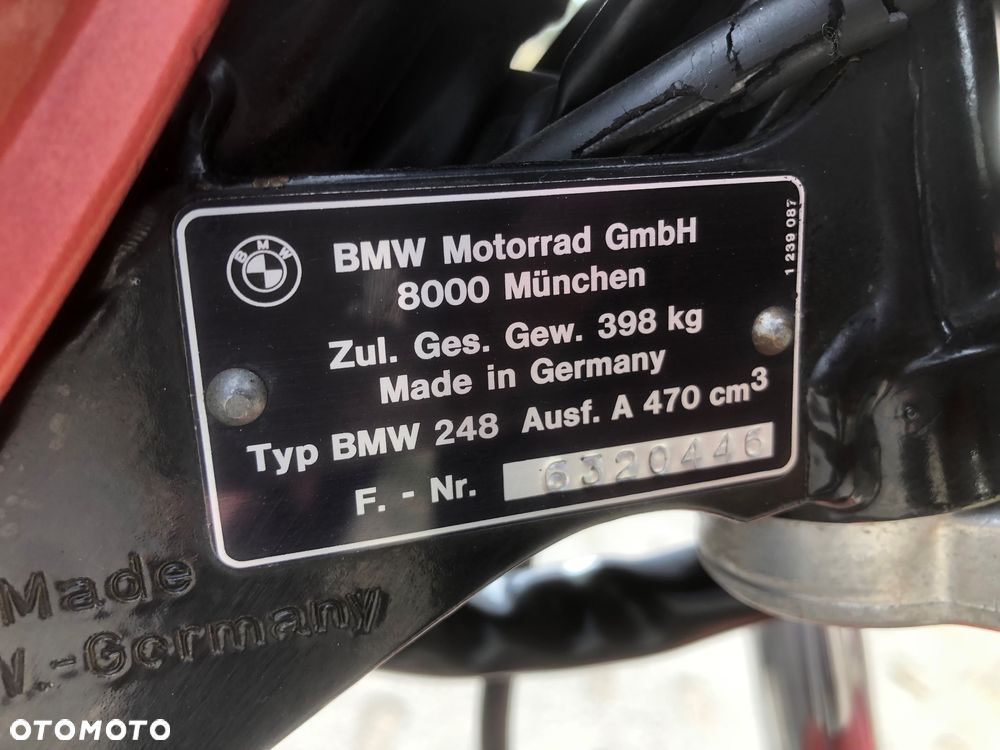 BMW
BMW Motorrad GmbH
8000 München
Zul. Ges. Gew. 398 kg
Made in Germany
Typ BMW 248 Ausf. A 470 cm³
F. - Nr. 6320446
1 239 087
Made
W.-Germany
OTOMOTO